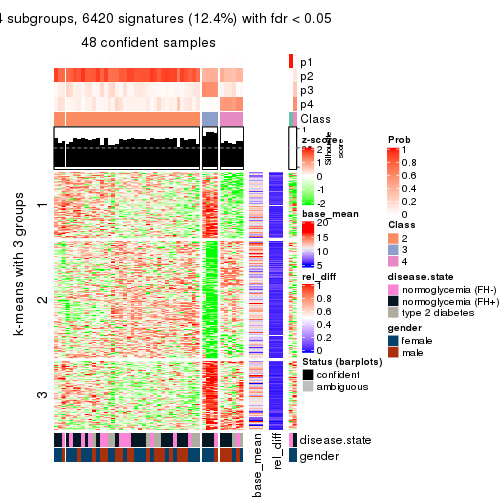 4 subgroups, 6420 signatures (12.4%) with fdr < 0.05
48 confident samples
p1
p2
p3
p4
Class
1
Silhouette
score
k-means with 3 groups
1
2
3
z-score
2
1
0
-1
-2
base_mean
20
15
10
5
rel_diff
1
0.8
0.6
0.4
0.2
0
Status (barplots)
confident
ambiguous
Prob
1
0.8
0.6
0.4
0.2
0
Class
2
3
4
disease.state
normoglycemia (FH-)
normoglycemia (FH+)
type 2 diabetes
gender
female
male
disease.state
gender
base_mean
rel_diff